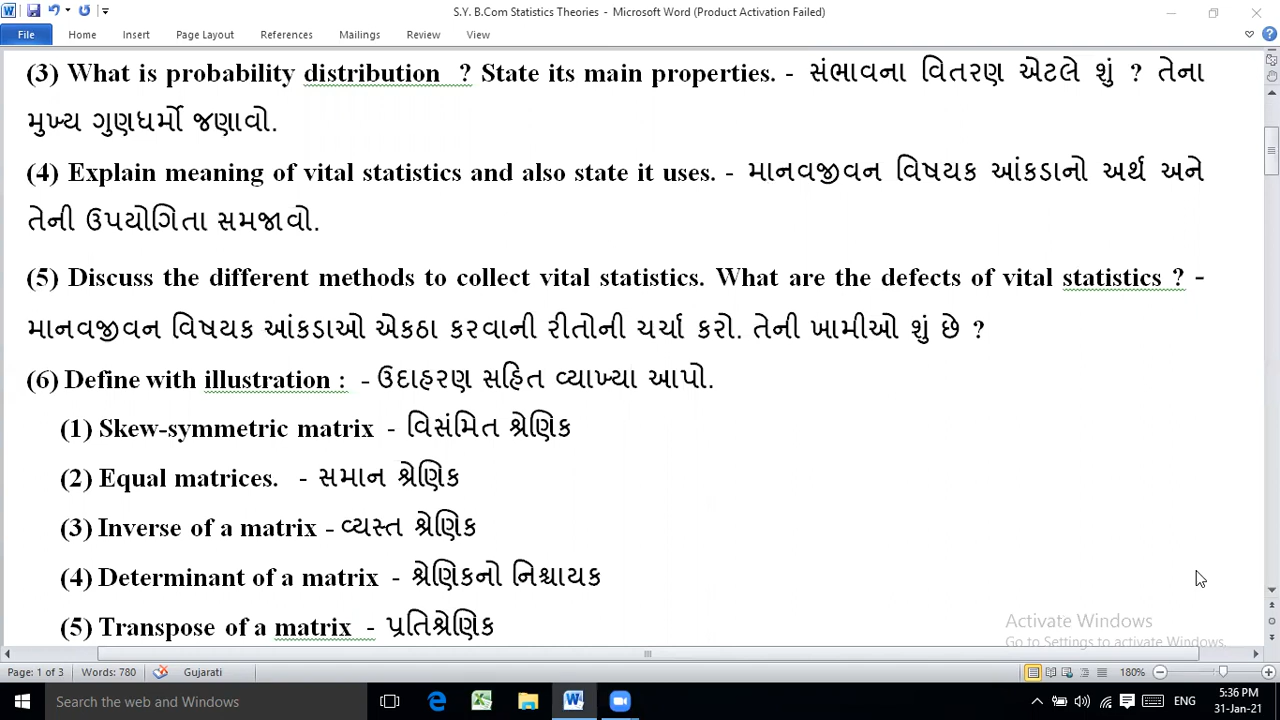 S.Y. B.Com Statistics Theories - Microsoft Word (Product Activation Failed)
File Home Insert Page Layout References Mailings Review View
(3) What is probability distribution ? State its main properties. - સંભાવના વિતરણ એટલે શું ? તેના
મુખ્ય ગુણધર્મો જણાવો.
(4) Explain meaning of vital statistics and also state it uses. - માનવજીવન વિષયક આંકડાનો અર્થ અને
તેની ઉપયોગિતા સમજાવો.
(5) Discuss the different methods to collect vital statistics. What are the defects of vital statistics ? -
માનવજીવન વિષયક આંકડાઓ એકઠા કરવાની રીતોની ચર્ચા કરો. તેની ખામીઓ શું છે ?
(6) Define with illustration : - ઉદાહરણ સહિત વ્યાખ્યા આપો.
(1) Skew-symmetric matrix - વિસંમિત શ્રેણિક
(2) Equal matrices. - સમાન શ્રેણિક
(3) Inverse of a matrix - વ્યસ્ત શ્રેણિક
(4) Determinant of a matrix - શ્રેણિકનો નિશ્ચાયક
(5) Transpose of a matrix - પ્રતિશ્રેણિક
Activate Windows
Go to Settings to activate Windows.
Page: 1 of 3 Words: 780 Gujarati 180%
Search the web and Windows ENG 5:36 PM
31-Jan-21